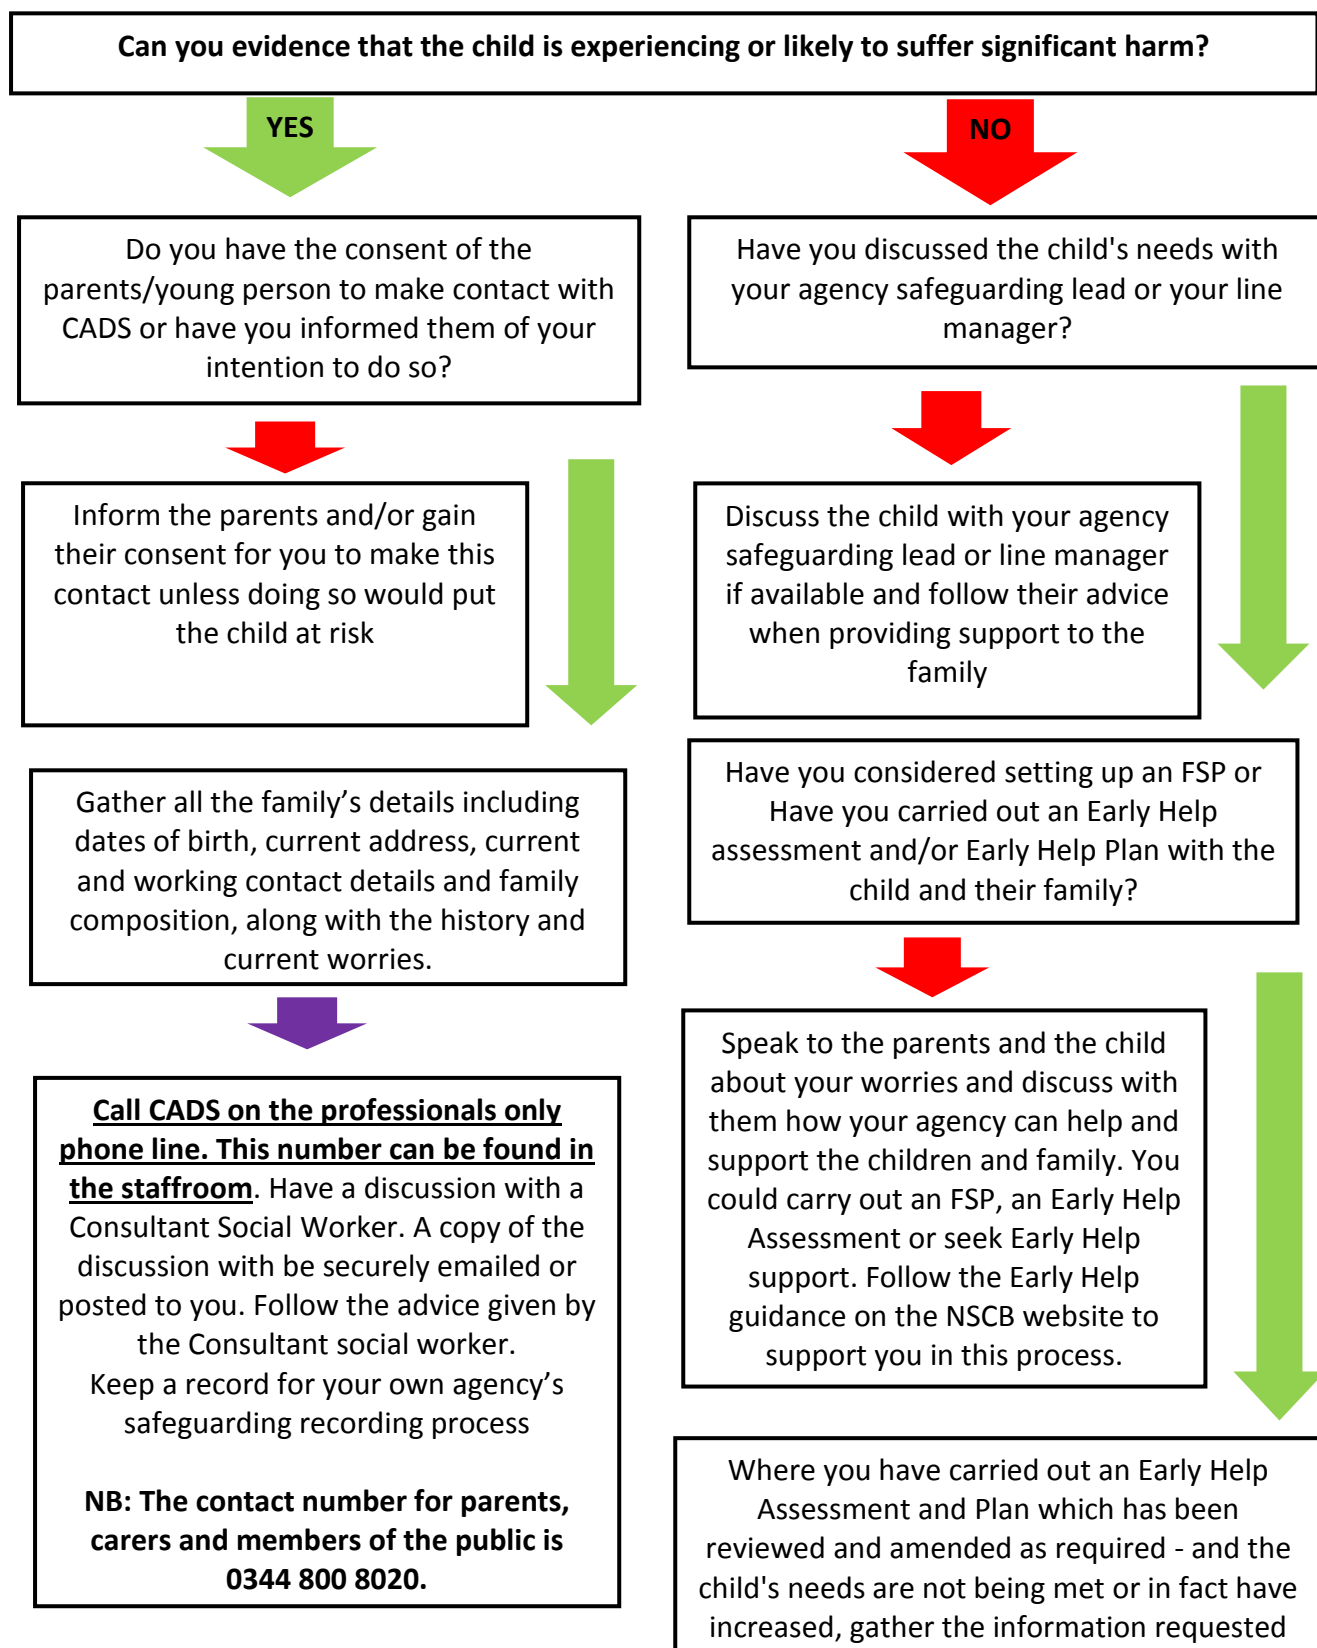 Can you evidence that the child is experiencing or likely to suffer significant harm?
YES
NO
Do you have the consent of the
parents/young person to make contact with
CADS or have you informed them of your
intention to do so?
Have you discussed the child's needs with
your agency safeguarding lead or your line
manager?
Inform the parents and/or gain
their consent for you to make this
contact unless doing so would put
the child at risk
Discuss the child with your agency
safeguarding lead or line manager
if available and follow their advice
when providing support to the
family
Gather all the family’s details including
dates of birth, current address, current
and working contact details and family
composition, along with the history and
current worries.
Have you considered setting up an FSP or
Have you carried out an Early Help
assessment and/or Early Help Plan with the
child and their family?
Call CADS on the professionals only
phone line. This number can be found in
the staffroom. Have a discussion with a
Consultant Social Worker. A copy of the
discussion with be securely emailed or
posted to you. Follow the advice given by
the Consultant social worker.
Keep a record for your own agency’s
safeguarding recording process
NB: The contact number for parents,
carers and members of the public is
0344 800 8020.
Speak to the parents and the child
about your worries and discuss with
them how your agency can help and
support the children and family. You
could carry out an FSP, an Early Help
Assessment or seek Early Help
support. Follow the Early Help
guidance on the NSCB website to
support you in this process.
Where you have carried out an Early Help
Assessment and Plan which has been
reviewed and amended as required - and the
child's needs are not being met or in fact have
increased, gather the information requested